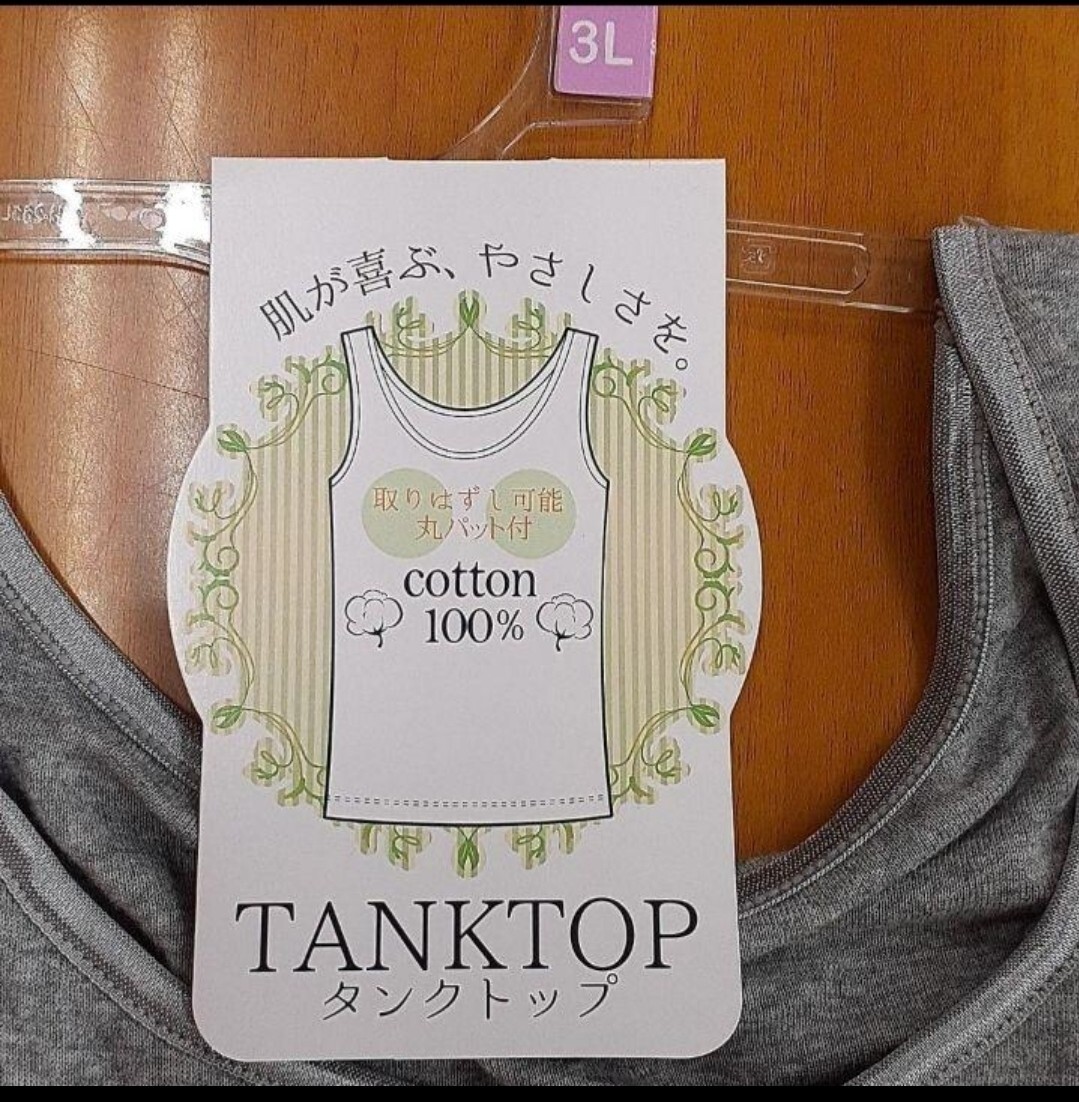 3L
肌が喜ぶ、やさしさを。
取りはずし可能
丸パット付
cotton
100%
TANKTOP
タンクトップ